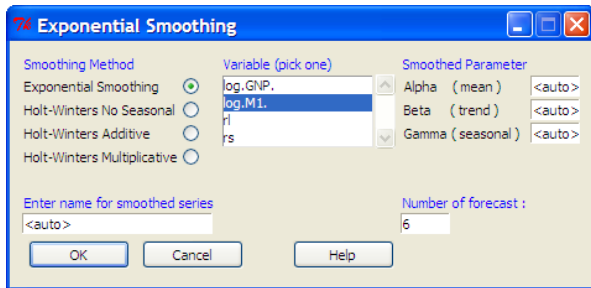 Exponential Smoothing
Smoothing Method
Exponential Smoothing
Holt-Winters No Seasonal
Holt-Winters Additive
Holt-Winters Multiplicative
Variable (pick one)
log.GNP.
log.M1.
rl
rs
Smoothed Parameter
Alpha ( mean ) <auto>
Beta ( trend ) <auto>
Gamma ( seasonal ) <auto>
Enter name for smoothed series
<auto>
Number of forecast :
6
OK Cancel Help